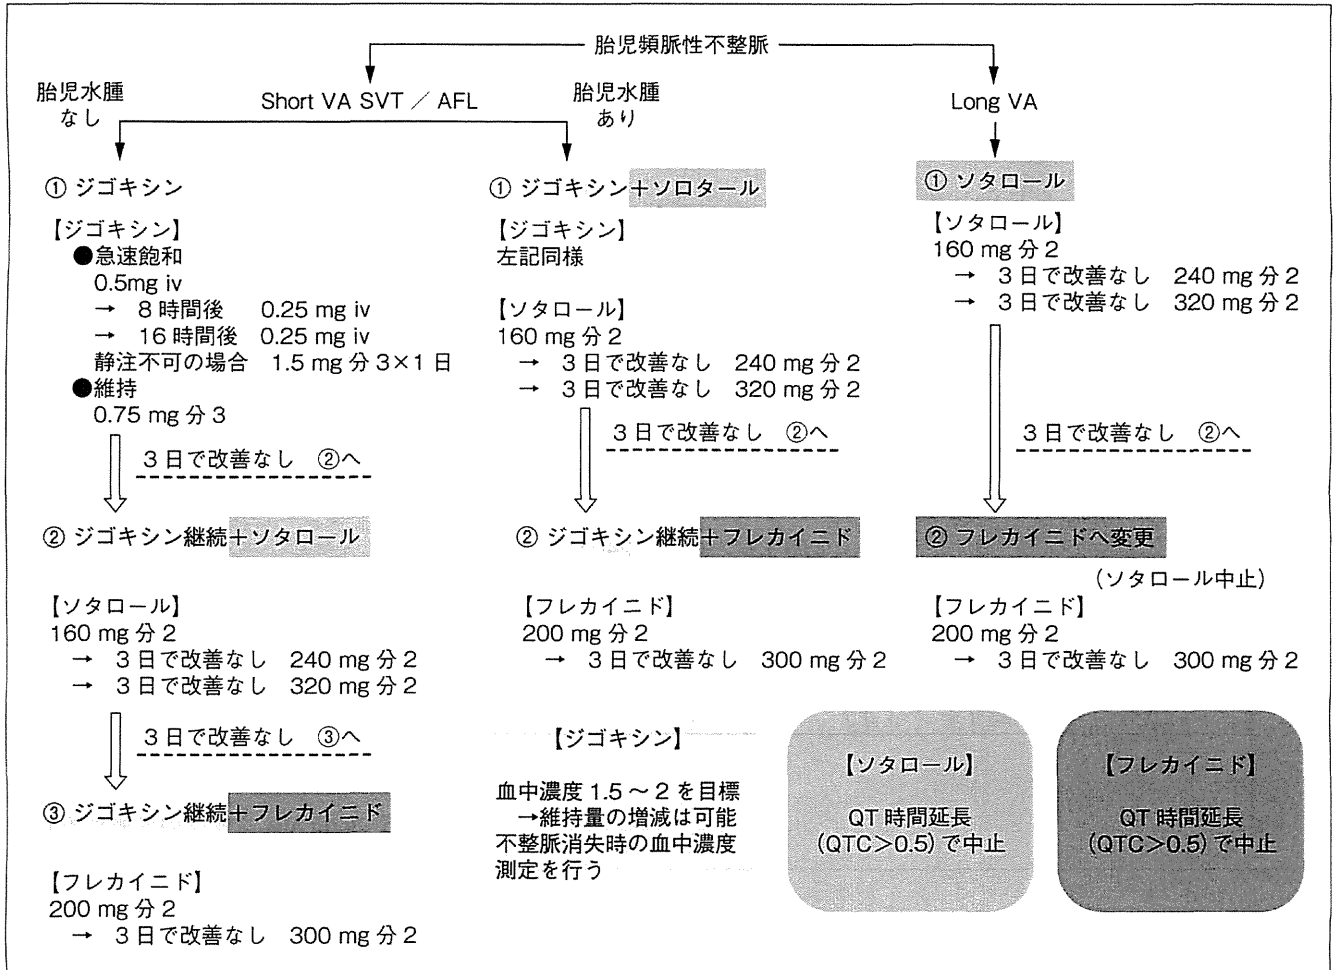 胎児頻脈性不整脈
胎児水腫
なし
Short VA SVT ／ AFL
胎児水腫
あり
Long VA
① ジゴキシン
【ジゴキシン】
●急速飽和
0.5mg iv
→ 8 時間後 0.25 mg iv
→ 16 時間後 0.25 mg iv
静注不可の場合 1.5 mg 分 3×1 日
●維持
0.75 mg 分 3
3 日で改善なし ②へ
② ジゴキシン継続＋ソタロール
【ソタロール】
160 mg 分 2
→ 3 日で改善なし 240 mg 分 2
→ 3 日で改善なし 320 mg 分 2
3 日で改善なし ③へ
③ ジゴキシン継続＋フレカイニド
【フレカイニド】
200 mg 分 2
→ 3 日で改善なし 300 mg 分 2
① ジゴキシン＋ソロタール
【ジゴキシン】
左記同様
【ソタロール】
160 mg 分 2
→ 3 日で改善なし 240 mg 分 2
→ 3 日で改善なし 320 mg 分 2
3 日で改善なし ②へ
② ジゴキシン継続＋フレカイニド
【フレカイニド】
200 mg 分 2
→ 3 日で改善なし 300 mg 分 2
① ソタロール
【ソタロール】
160 mg 分 2
→ 3 日で改善なし 240 mg 分 2
→ 3 日で改善なし 320 mg 分 2
3 日で改善なし ②へ
② フレカイニドへ変更
（ソタロール中止）
【フレカイニド】
200 mg 分 2
→ 3 日で改善なし 300 mg 分 2
【ジゴキシン】
血中濃度 1.5 ～ 2 を目標
→維持量の増減は可能
不整脈消失時の血中濃度
測定を行う
【ソタロール】
QT 時間延長
（QTC＞0.5）で中止
【フレカイニド】
QT 時間延長
（QTC＞0.5）で中止